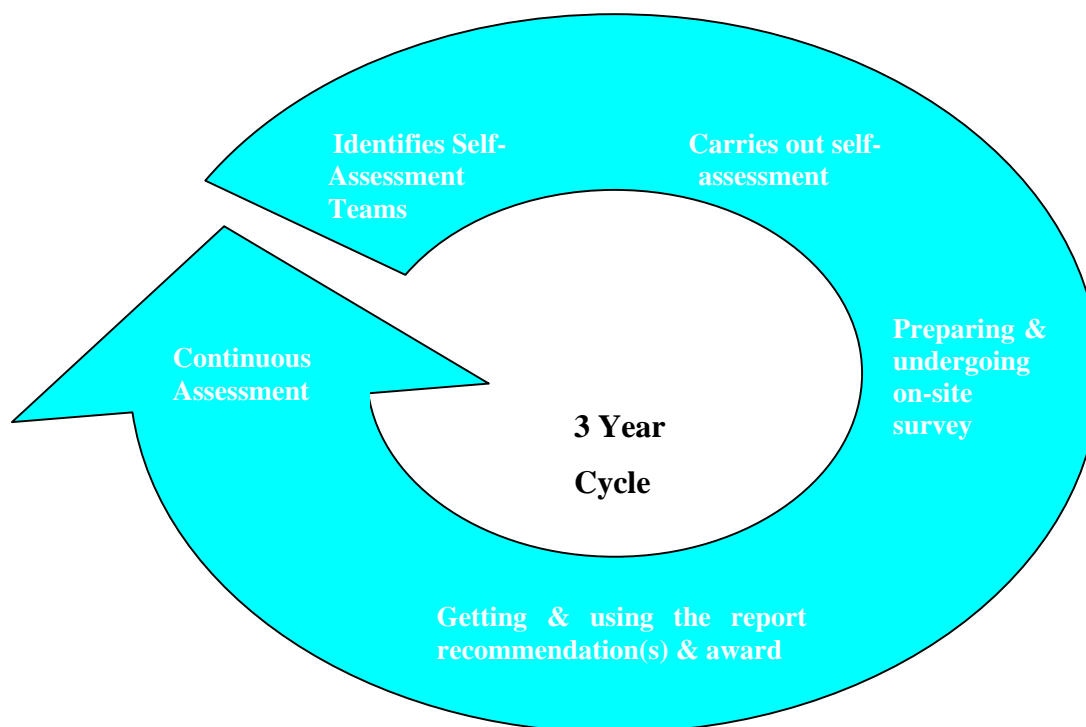 Identifies Self-
Assessment
Teams
Carries out self-
assessment
Preparing &
undergoing
on-site
survey
Getting & using the report
recommendation(s) & award
Continuous
Assessment
3 Year
Cycle